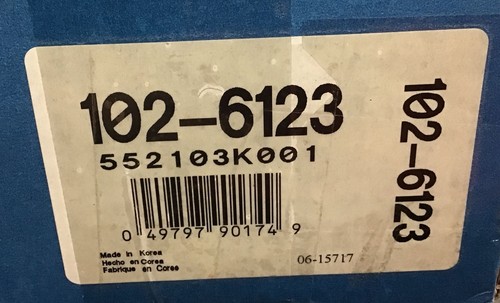 102-6123
552103K001
0 49797 90174 9
Made in Korea
Hecho en Corea
Fabrique en Coree
06-15717
102-6123